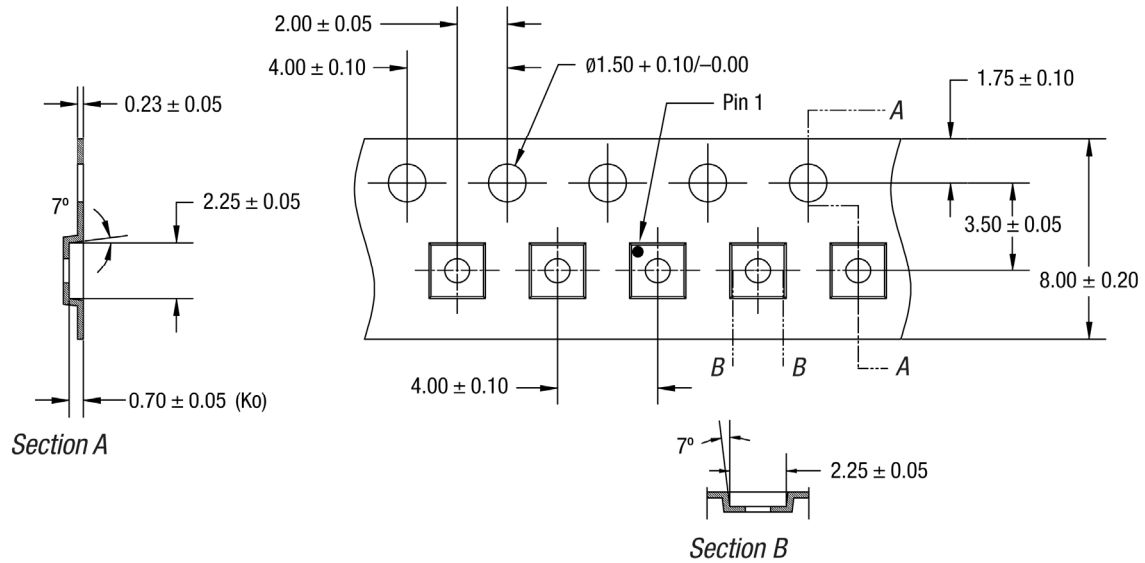 2.00 ± 0.05
4.00 ± 0.10
Ø1.50 + 0.10/–0.00
1.75 ± 0.10
0.23 ± 0.05
Pin 1
A
7º
2.25 ± 0.05
3.50 ± 0.05
8.00 ± 0.20
B
B
A
4.00 ± 0.10
0.70 ± 0.05 (Ko)
Section A
7º
2.25 ± 0.05
Section B